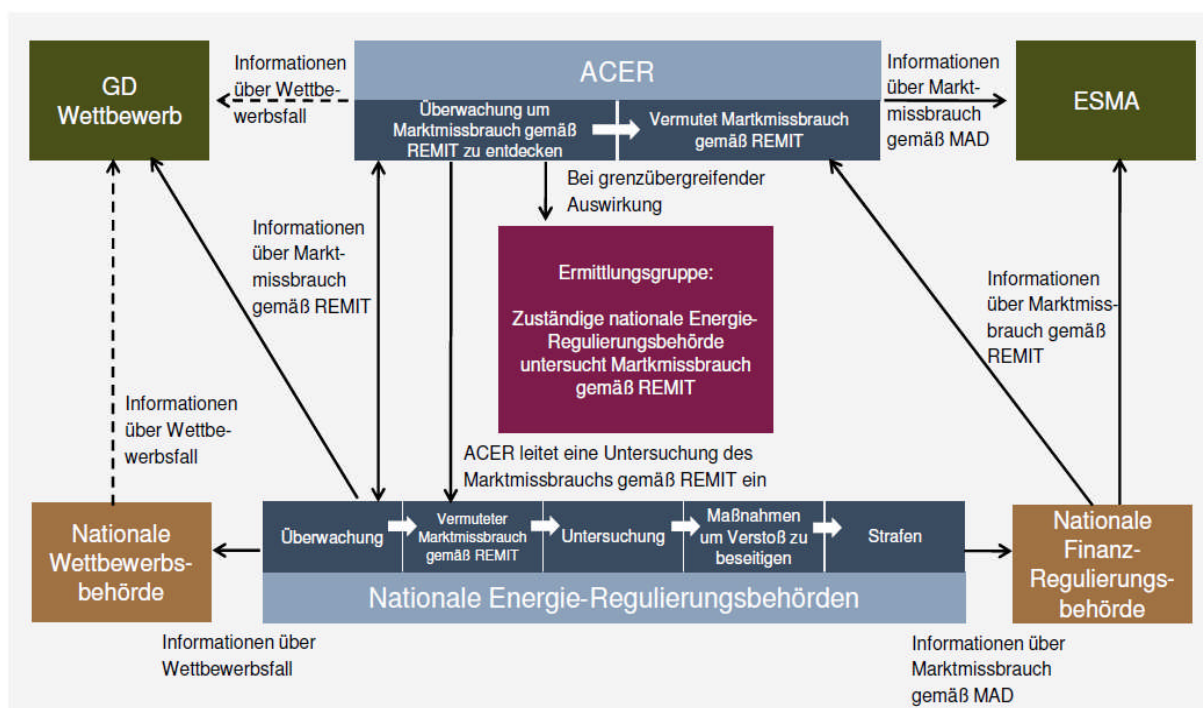 GD
Wettbewerb
Informationen
über Wettbe-
werbsfall
ACER
Überwachung um
Marktmissbrauch gemäß
REMIT zu entdecken
Vermutet Martkmissbrauch
gemäß REMIT
Informationen
über Markt-
missbrauch
gemäß MAD
ESMA
Bei grenzübergreifender
Auswirkung
Informationen
über Markt-
missbrauch
gemäß REMIT
Ermittlungsgruppe:
Zuständige nationale Energie-
Regulierungsbehörde
untersucht Martkmissbrauch
gemäß REMIT
Informationen
über Marktmiss-
brauch gemäß
REMIT
Informationen
über Wettbe-
werbsfall
ACER leitet eine Untersuchung des
Marktmissbrauchs gemäß REMIT ein
Nationale
Wettbewerbs-
behörde
Überwachung
Vermuteter
Marktmissbrauch
gemäß REMIT
Untersuchung
Maßnahmen
um Verstoß zu
beseitigen
Strafen
Nationale Energie-Regulierungsbehörden
Nationale
Finanz-
Regulierungs-
behörde
Informationen über
Wettbewerbsfall
Informationen über
Marktmissbrauch
gemäß MAD